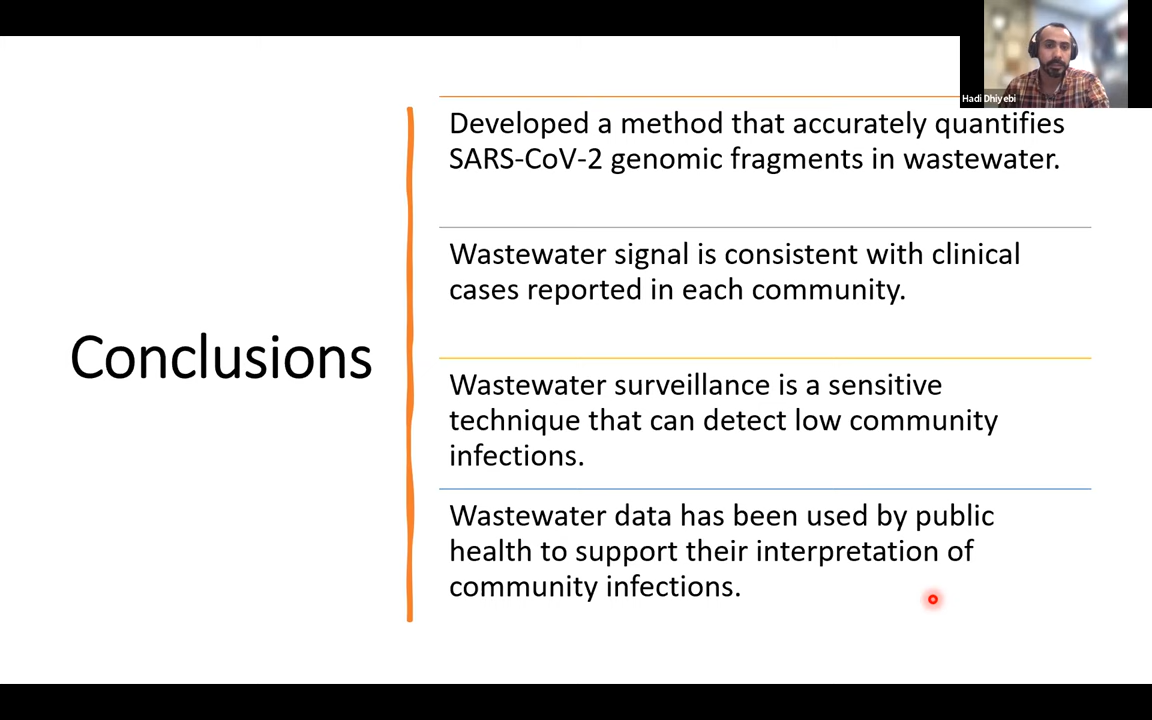 Hadi Dhiyebi
Conclusions
Developed a method that accurately quantifies
SARS-CoV-2 genomic fragments in wastewater.
Wastewater signal is consistent with clinical
cases reported in each community.
Wastewater surveillance is a sensitive
technique that can detect low community
infections.
Wastewater data has been used by public
health to support their interpretation of
community infections.